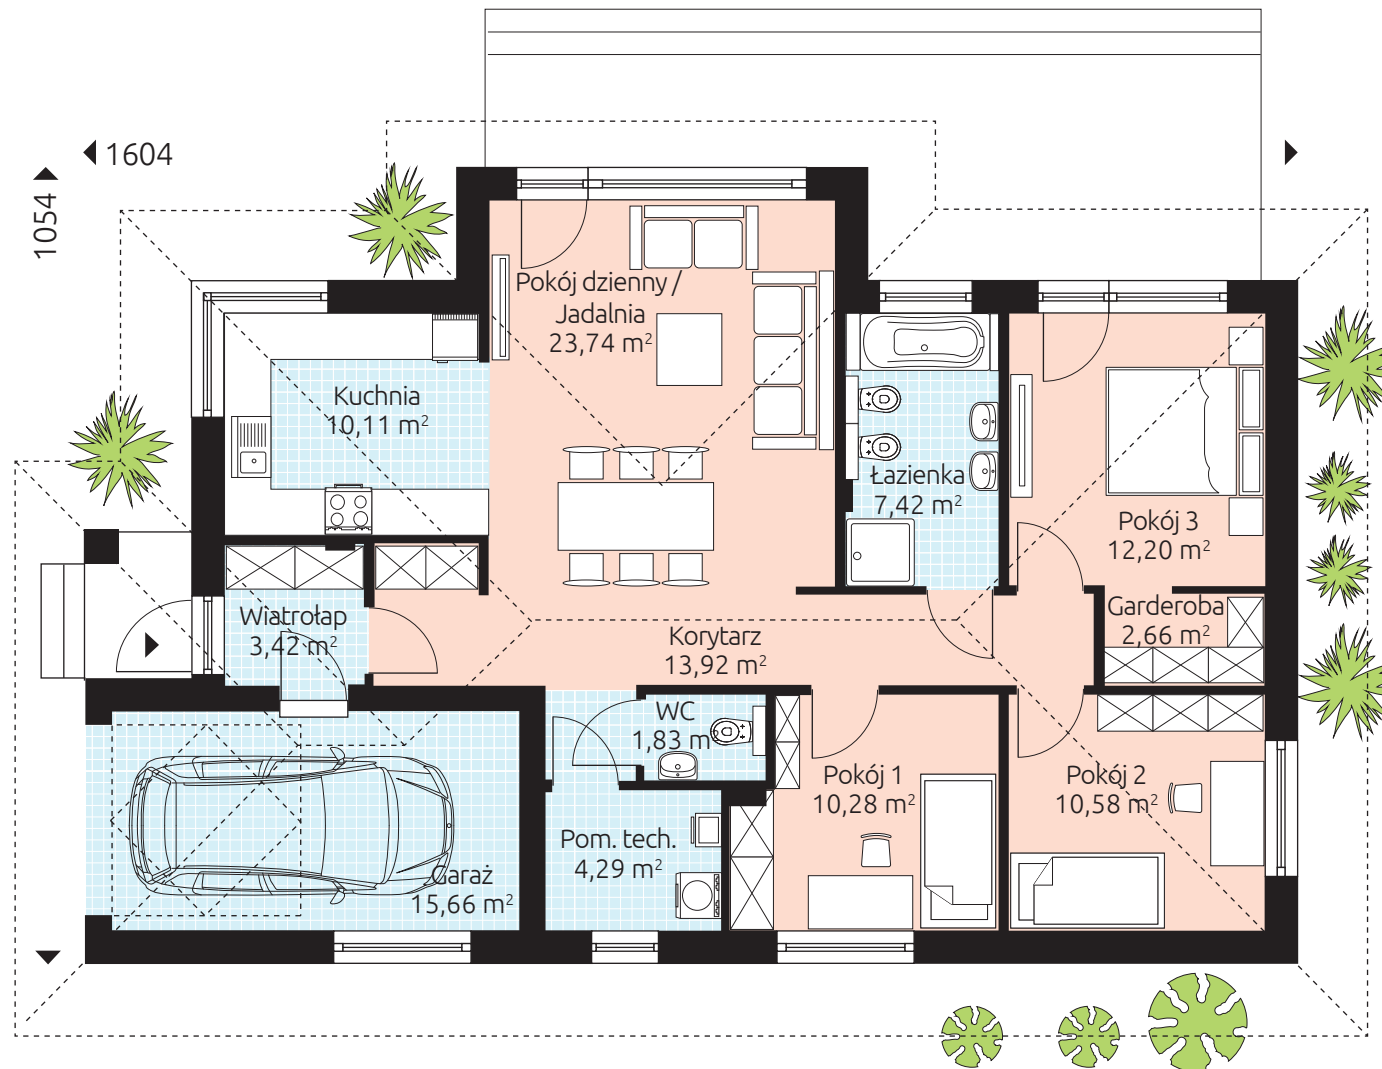 1604
1054
Pokój dzienny /
Jadalnia
23,74 m²
Kuchnia
10,11 m²
Łazienka
7,42 m²
Pokój 3
12,20 m²
Wiatrołap
3,42 m²
Korytarz
13,92 m²
Garderoba
2,66 m²
WC
1,83 m²
Pokój 1
10,28 m²
Pokój 2
10,58 m²
Pom. tech.
4,29 m²
Garaż
15,66 m²